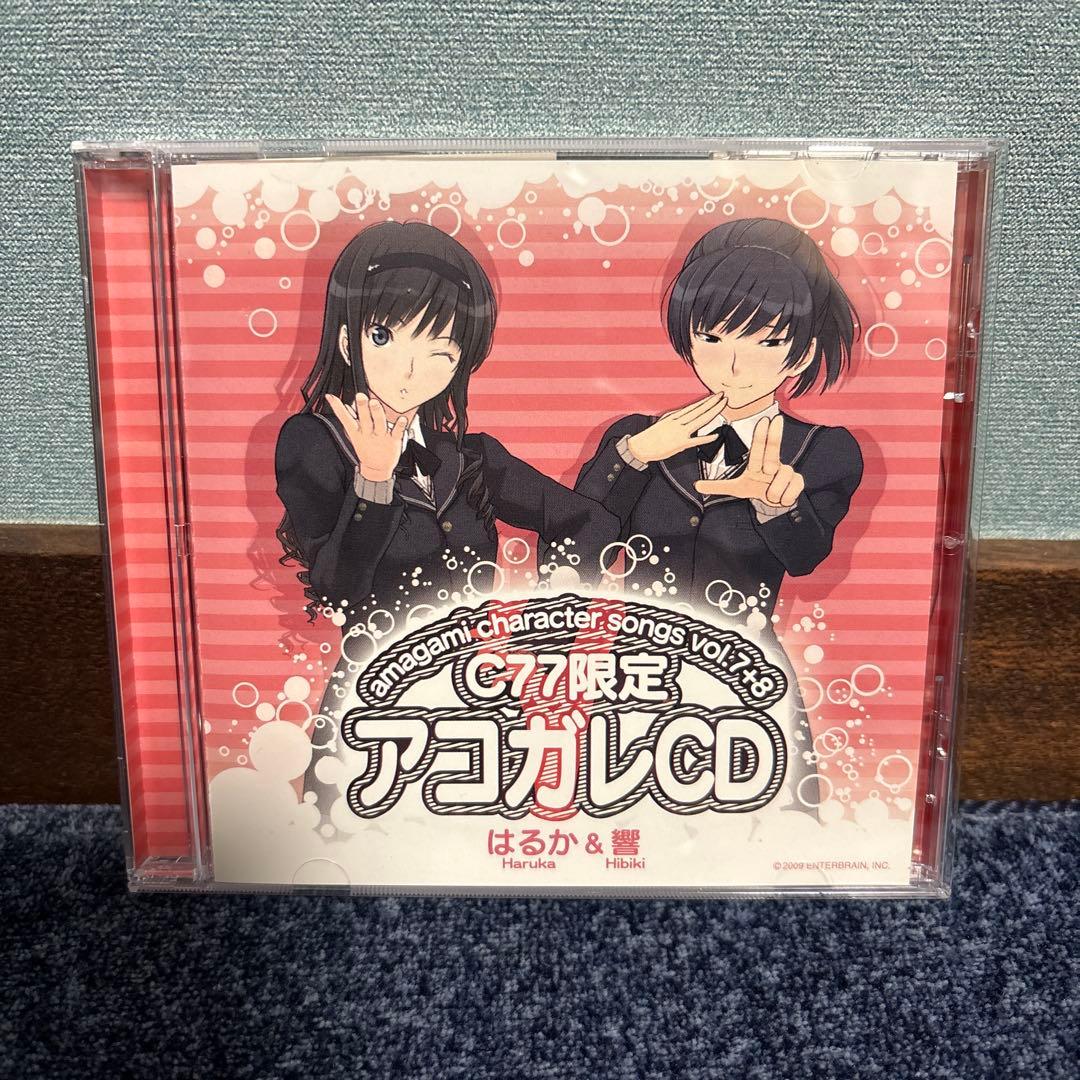 amagami character songs vol.7+8
C77限定
アコガレCD
はるか & 響
Haruka Hibiki
©2009 ENTERBRAIN, INC.